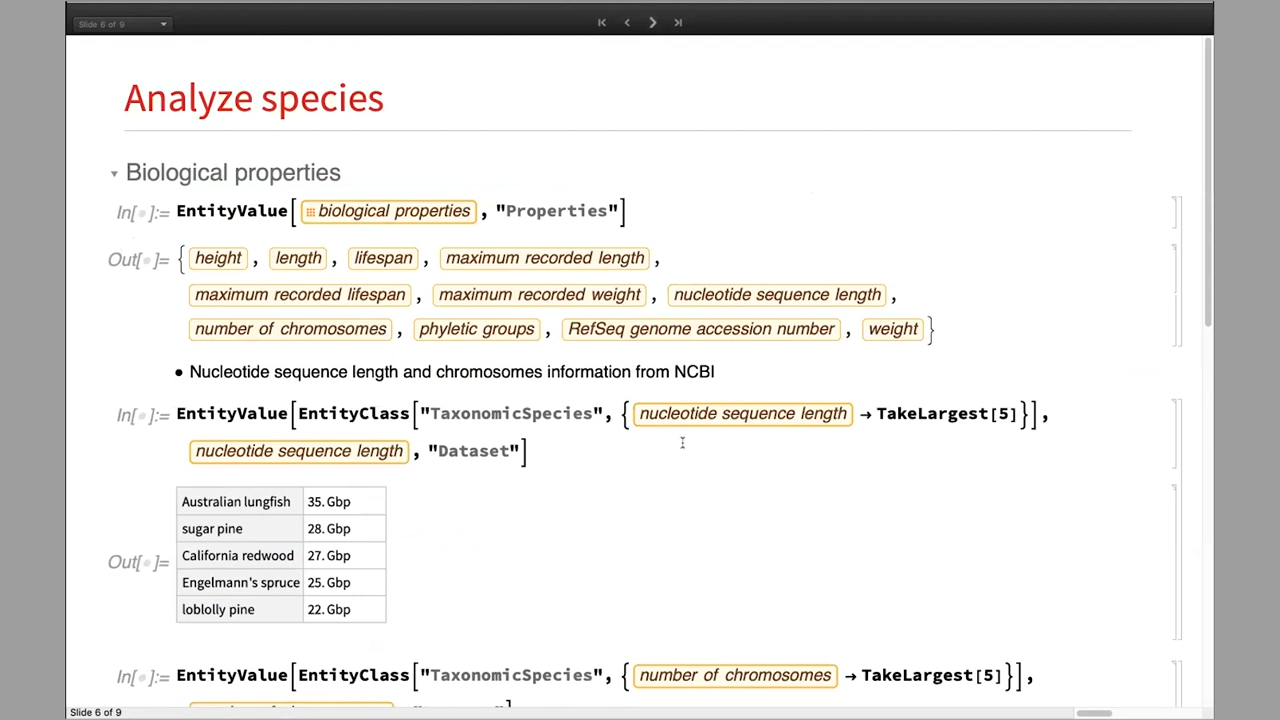 Slide 6 of 9
Analyze species
Biological properties
In[ ]:= EntityValue[ biological properties , "Properties"]
Out[ ]= { height , length , lifespan , maximum recorded length ,
maximum recorded lifespan , maximum recorded weight , nucleotide sequence length ,
number of chromosomes , phyletic groups , RefSeq genome accession number , weight }
• Nucleotide sequence length and chromosomes information from NCBI
In[ ]:= EntityValue[EntityClass["TaxonomicSpecies", { nucleotide sequence length → TakeLargest[5]}],
nucleotide sequence length , "Dataset"]
Out[ ]=
Australian lungfish 35. Gbp
sugar pine 28. Gbp
California redwood 27. Gbp
Engelmann's spruce 25. Gbp
loblolly pine 22. Gbp
In[ ]:= EntityValue[EntityClass["TaxonomicSpecies", { number of chromosomes → TakeLargest[5]}],
Slide 6 of 9